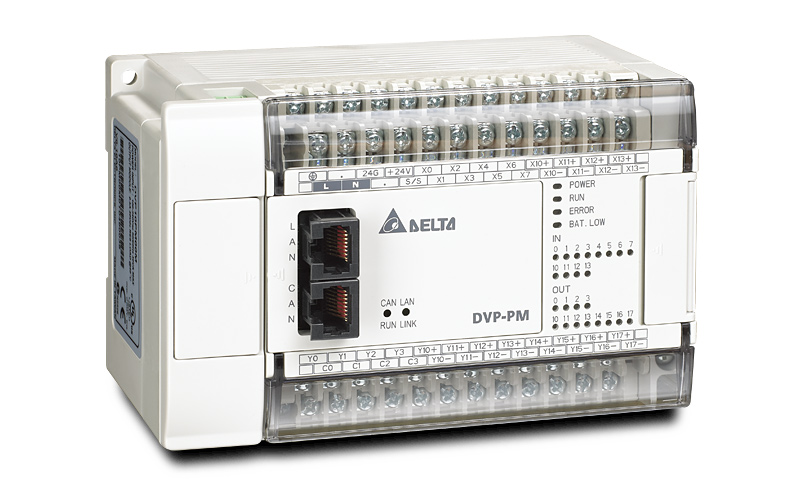 ⏚ . 24G +24V X0 X2 X4 X6 X10+ X11+ X12+ X13+
L N . S/S X1 X3 X5 X7 X10- X11- X12- X13-
POWER
RUN
ERROR
BAT. LOW
LAN
CAN
DELTA
IN
0 1 2 3 4 5 6 7
10 11 12 13
OUT
0 1 2 3
10 11 12 13 14 15 16 17
CAN LAN
RUN LINK
DVP-PM
Y0 Y1 Y2 Y3 Y10+ Y11+ Y12+ Y13+ Y14+ Y15+ Y16+ Y17+
C0 C1 C2 C3 Y10- Y11- Y12- Y13- Y14- Y15- Y16- Y17-